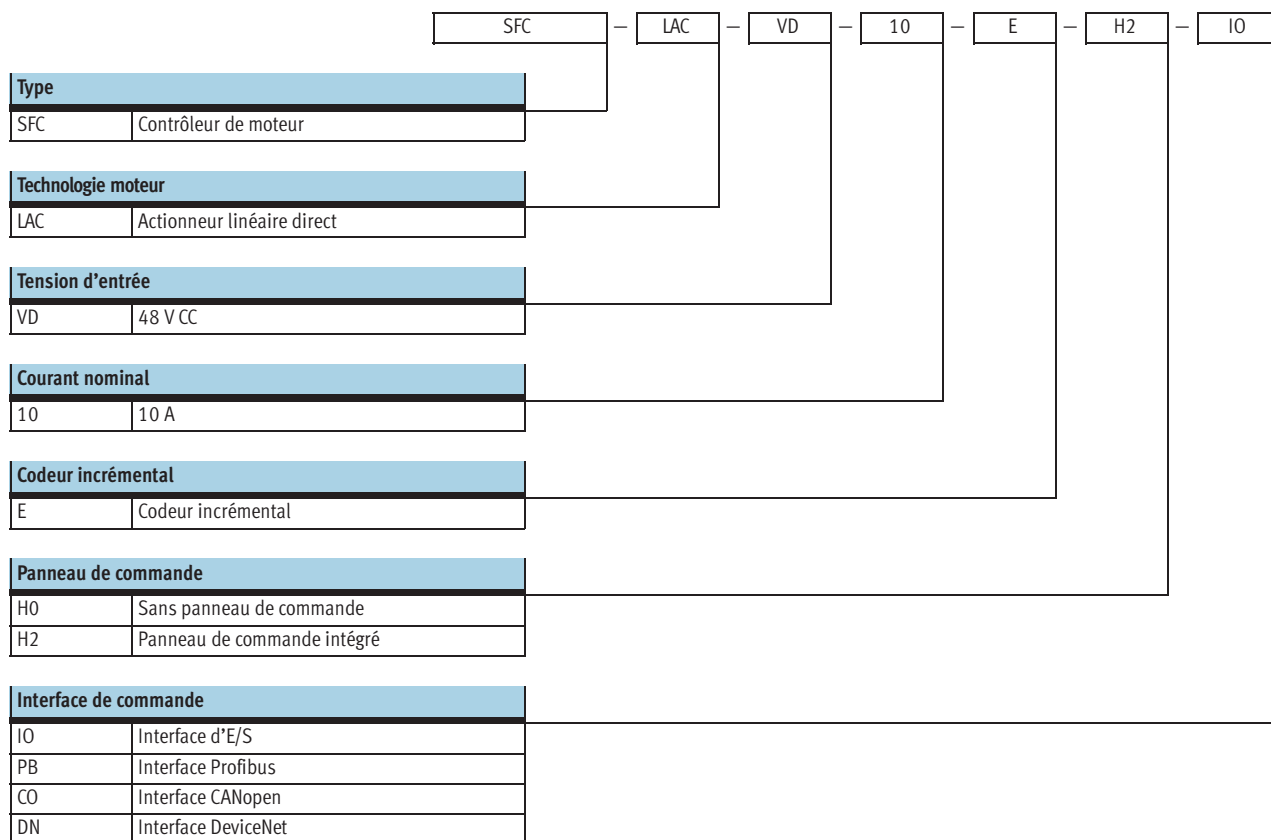 SFC – LAC – VD – 10 – E – H2 – IO
Type
SFC Contrôleur de moteur
Technologie moteur
LAC Actionneur linéaire direct
Tension d’entrée
VD 48 V CC
Courant nominal
10 10 A
Codeur incrémental
E Codeur incrémental
Panneau de commande
H0 Sans panneau de commande
H2 Panneau de commande intégré
Interface de commande
IO Interface d’E/S
PB Interface Profibus
CO Interface CANopen
DN Interface DeviceNet